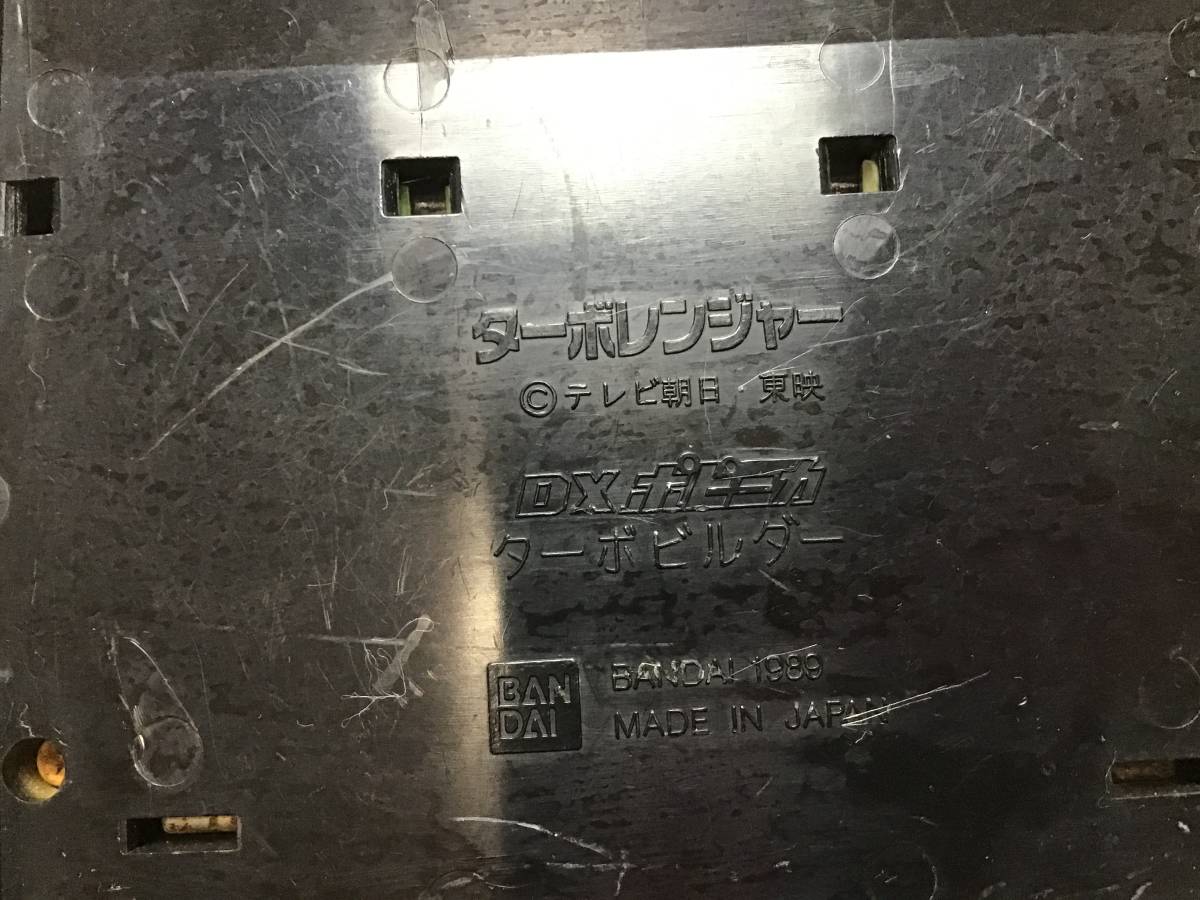 ターボレンジャー
©テレビ朝日 東映
DXポピニカ
ターボビルダー
BAN
DAI
BANDAI 1989
MADE IN JAPAN